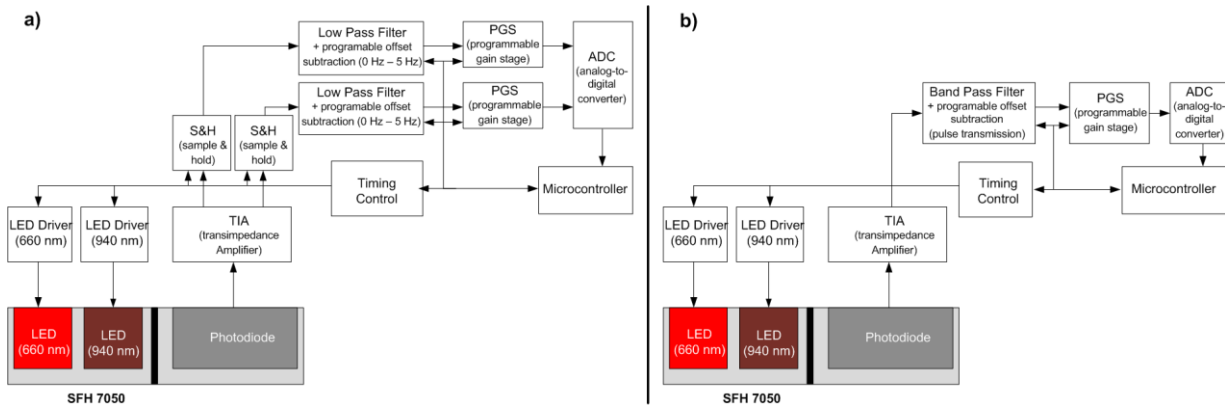 a)
Low Pass Filter
+ programable offset
subtraction (0 Hz – 5 Hz)
PGS
(programmable
gain stage)
ADC
(analog-to-
digital
converter)
Low Pass Filter
+ programable offset
subtraction (0 Hz – 5 Hz)
PGS
(programmable
gain stage)
S&H
(sample &
hold)
S&H
(sample &
hold)
Timing
Control
Microcontroller
LED Driver
(660 nm)
LED Driver
(940 nm)
TIA
(transimpedance
Amplifier)
LED
(660 nm)
LED
(940 nm)
Photodiode
SFH 7050
b)
Band Pass Filter
+ programable offset
subtraction
(pulse transmission)
PGS
(programmable
gain stage)
ADC
(analog-to-
digital
converter)
Timing
Control
Microcontroller
LED Driver
(660 nm)
LED Driver
(940 nm)
TIA
(transimpedance
Amplifier)
LED
(660 nm)
LED
(940 nm)
Photodiode
SFH 7050